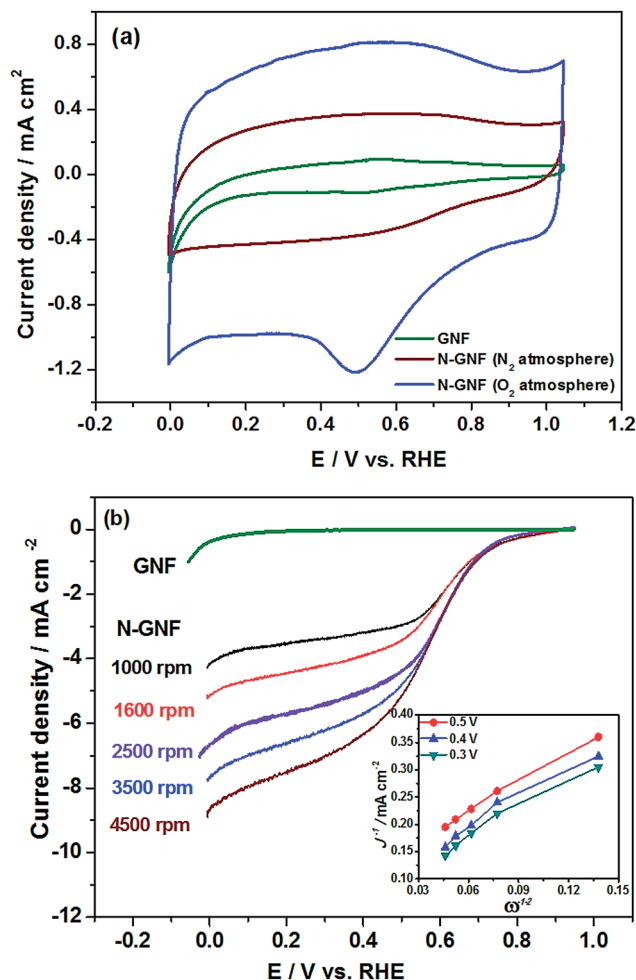 (a)
Current density / mA cm²
0.8
0.4
0.0
-0.4
-0.8
-1.2
GNF
N-GNF (N₂ atmosphere)
N-GNF (O₂ atmosphere)
-0.2 0.0 0.2 0.4 0.6 0.8 1.0 1.2
E / V vs. RHE
(b)
Current density / mA cm⁻²
0
-2
-4
-6
-8
-10
-12
GNF
N-GNF
1000 rpm
1600 rpm
2500 rpm
3500 rpm
4500 rpm
J⁻¹ / mA cm⁻²
0.40
0.35
0.30
0.25
0.20
0.15
0.10
0.5 V
0.4 V
0.3 V
0.03 0.06 0.09 0.12 0.15
ω¹⁻²
-0.2 0.0 0.2 0.4 0.6 0.8 1.0
E / V vs. RHE